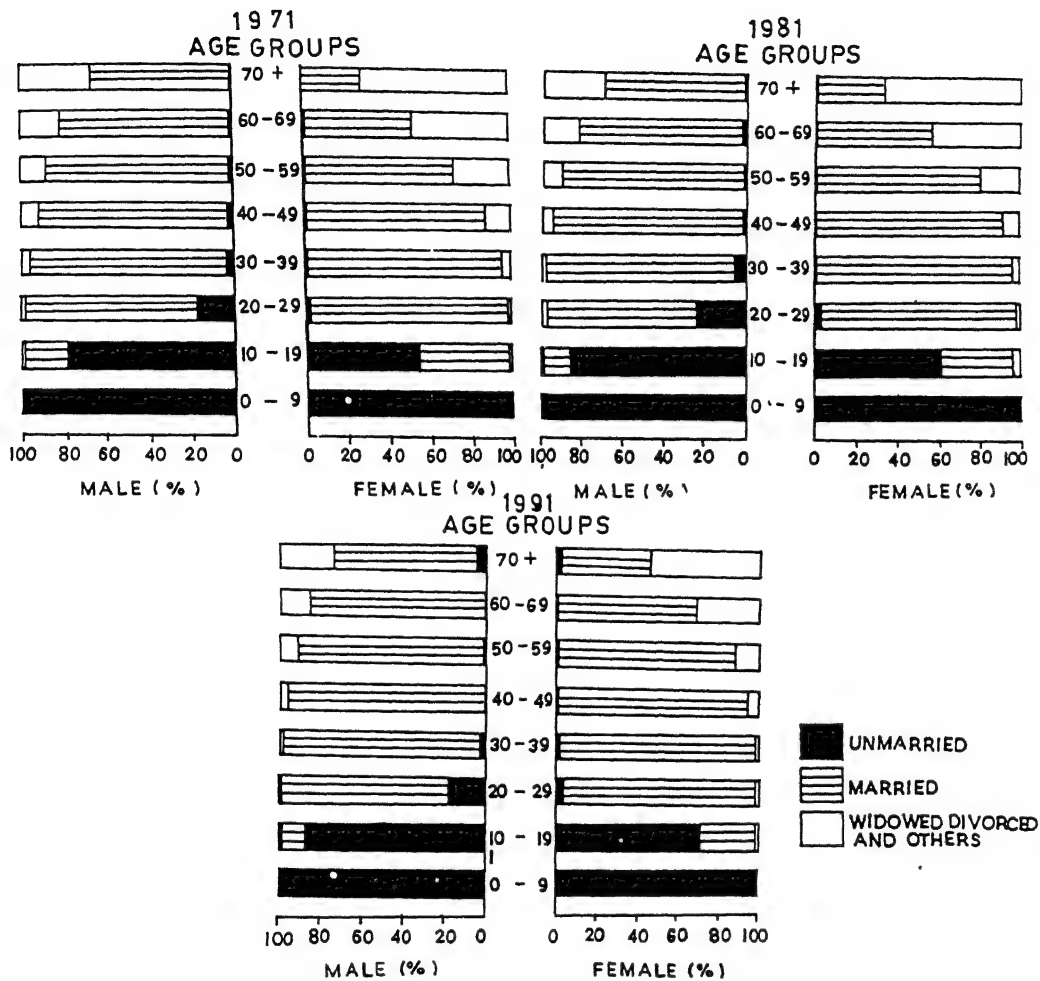 1971
AGE GROUPS
70 +
60-69
50-59
40-49
30-39
20-29
10-19
0-9
100 80 60 40 20 0
0 20 40 60 80 100
MALE (%)
FEMALE (%)
1981
AGE GROUPS
70 +
60-69
50-59
40-49
30-39
20-29
10-19
0-9
100 80 60 40 20 0
0 20 40 60 80 100
MALE (%)
FEMALE (%)
1991
AGE GROUPS
70 +
60-69
50-59
40-49
30-39
20-29
10-19
0-9
100 80 60 40 20 0
0 20 40 60 80 100
MALE (%)
FEMALE (%)
UNMARRIED
MARRIED
WIDOWED DIVORCED
AND OTHERS